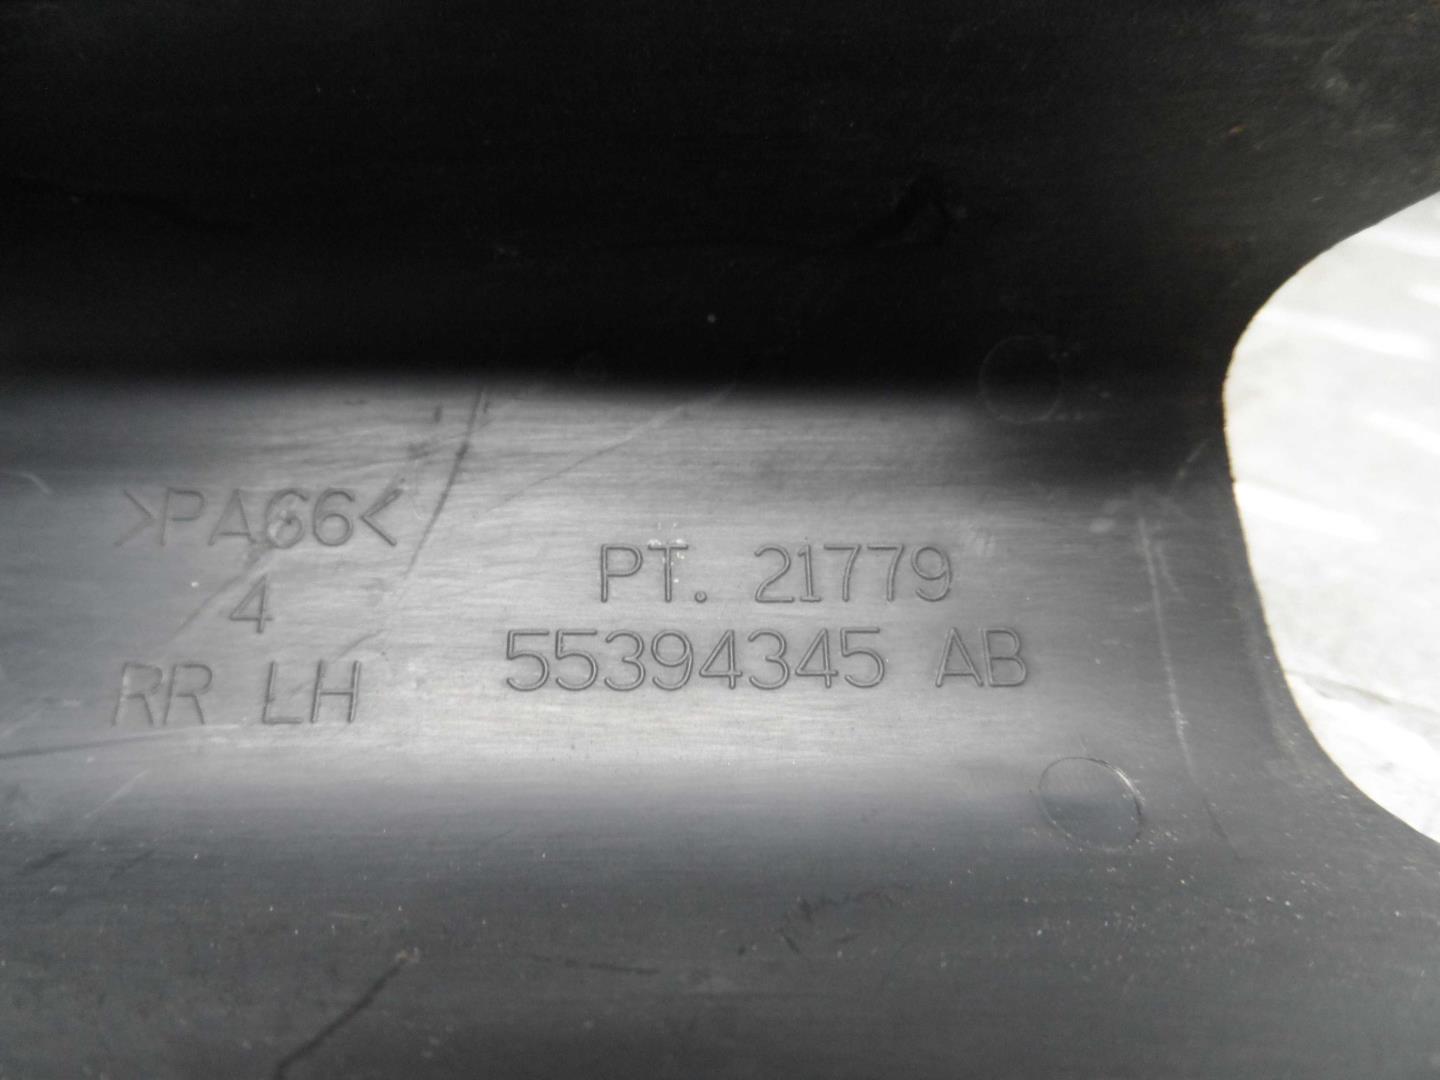 >PA66<
4
RR LH
PT. 21779
55394345 AB